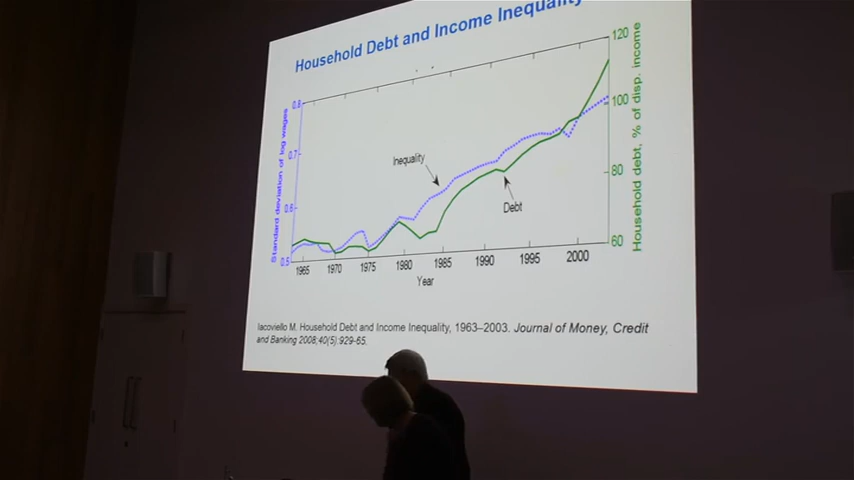 Household Debt and Income Inequality
120
Household debt, % of disp. income
100
80
60
0.8
0.7
0.6
0.5
Standard deviation of log wages
Inequality
Debt
1965 1970 1975 1980 1985 1990 1995 2000
Year
Iacoviello M. Household Debt and Income Inequality, 1963–2003. Journal of Money, Credit
and Banking 2008;40(5):929-65.